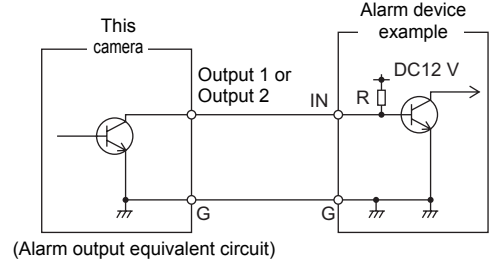 This
camera
Alarm device
example
Output 1 or
Output 2
IN
R
DC12 V
G
G
(Alarm output equivalent circuit)